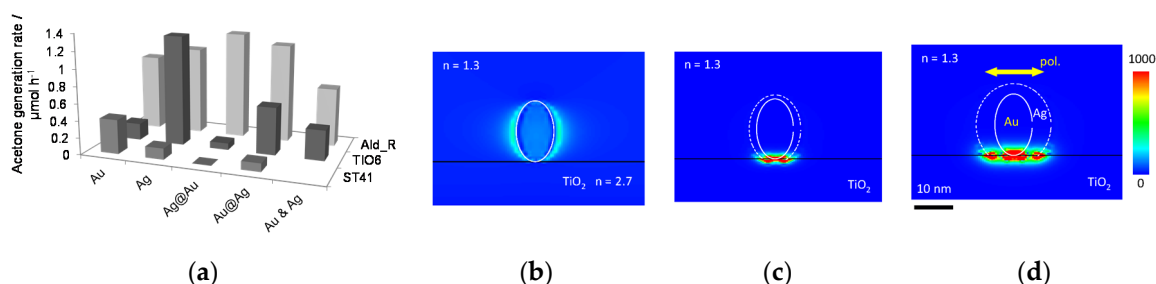 Acetone generation rate /
μmol h⁻¹
1.4
1.2
1
0.8
0.6
0.4
0.2
0
Au
Ag
Ag@Au
Au@Ag
Au & Ag
Ald_R
TIO6
ST41
(a)
n = 1.3
TiO₂ n = 2.7
(b)
n = 1.3
TiO₂
(c)
n = 1.3
pol.
Au
Ag
TiO₂
10 nm
1000
0
(d)